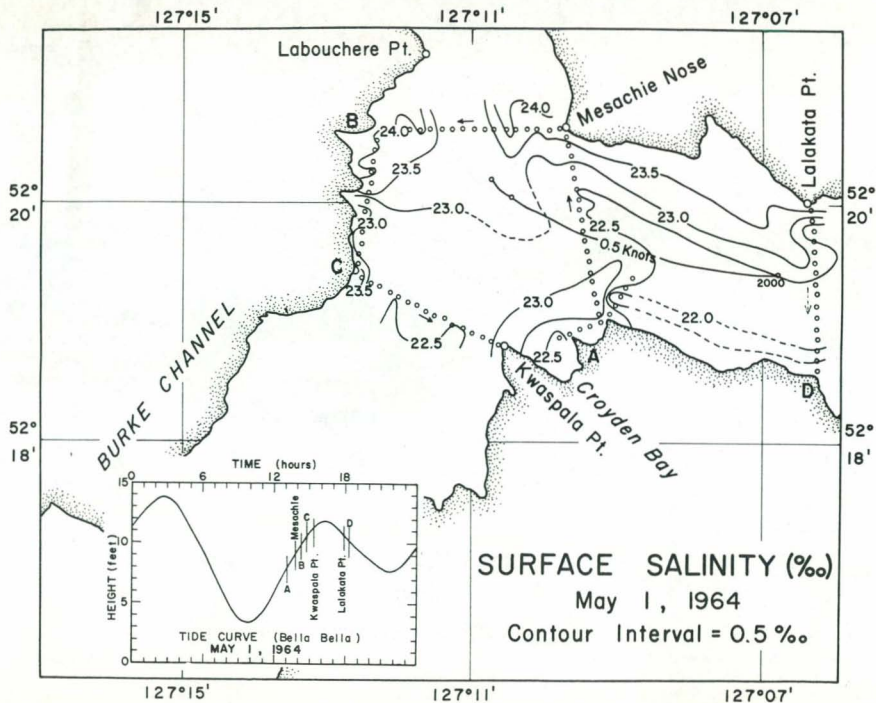 127°15'
127°11'
127°07'
Labouchere Pt.
Mesachie Nose
Lalakata Pt.
B
24.0
24.0
23.5
23.5
52°
20'
52°
20'
23.0
23.0
23.0
22.5
0.5 Knots
C
23.5
2000
23.0
22.0
22.5
22.5
A
D
Kwaspala Pt.
Croyden Bay
BURKE CHANNEL
52°
18'
52°
18'
TIME (hours)
0 6 12 18
15
10
5
0
HEIGHT (feet)
A
Mesachie
B
C
Kwaspala Pt.
Lalakata Pt.
D
TIDE CURVE (Bella Bella)
MAY 1, 1964
SURFACE SALINITY (‰)
May 1, 1964
Contour Interval = 0.5 ‰
127°15'
127°11'
127°07'